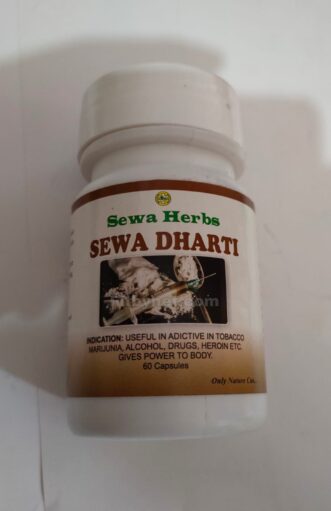 Sewa Herbs
SEWA DHARTI
INDICATION: USEFUL IN ADICTIVE IN TOBACCO
MARIJUNIA, ALCOHOL, DRUGS, HEROIN ETC.
GIVES POWER TO BODY.
60 Capsules
Only Nature